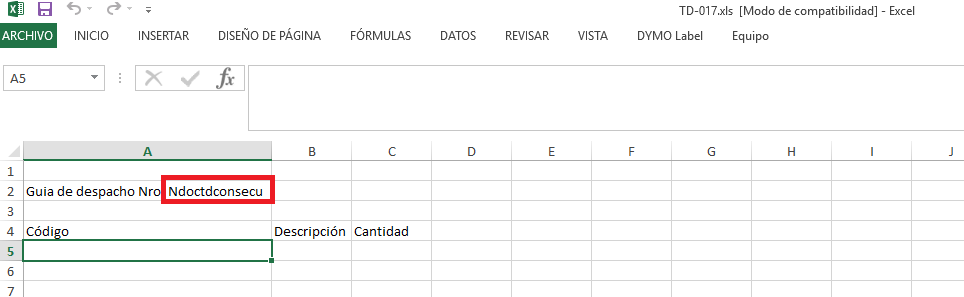 TD-017.xls [Modo de compatibilidad] - Excel
ARCHIVO INICIO INSERTAR DISEÑO DE PÁGINA FÓRMULAS DATOS REVISAR VISTA DYMO Label Equipo
A5 fx
A B C D E F G H I J
1
2 Guia de despacho Nro Ndoctdconsecu
3
4 Código Descripción Cantidad
5
6
7